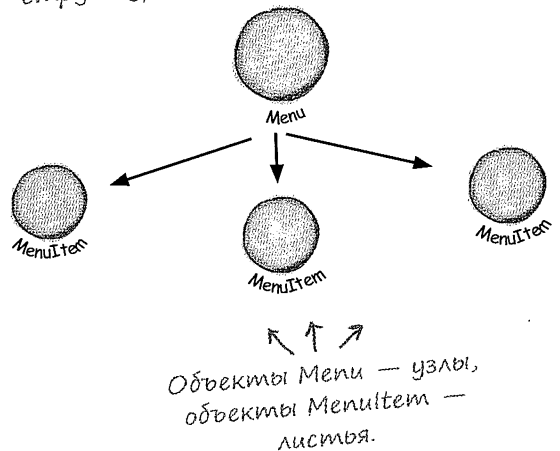 Menu
MenuItem
MenuItem
MenuItem
Объекты Menu — узлы,
объекты MenuItem —
листья.